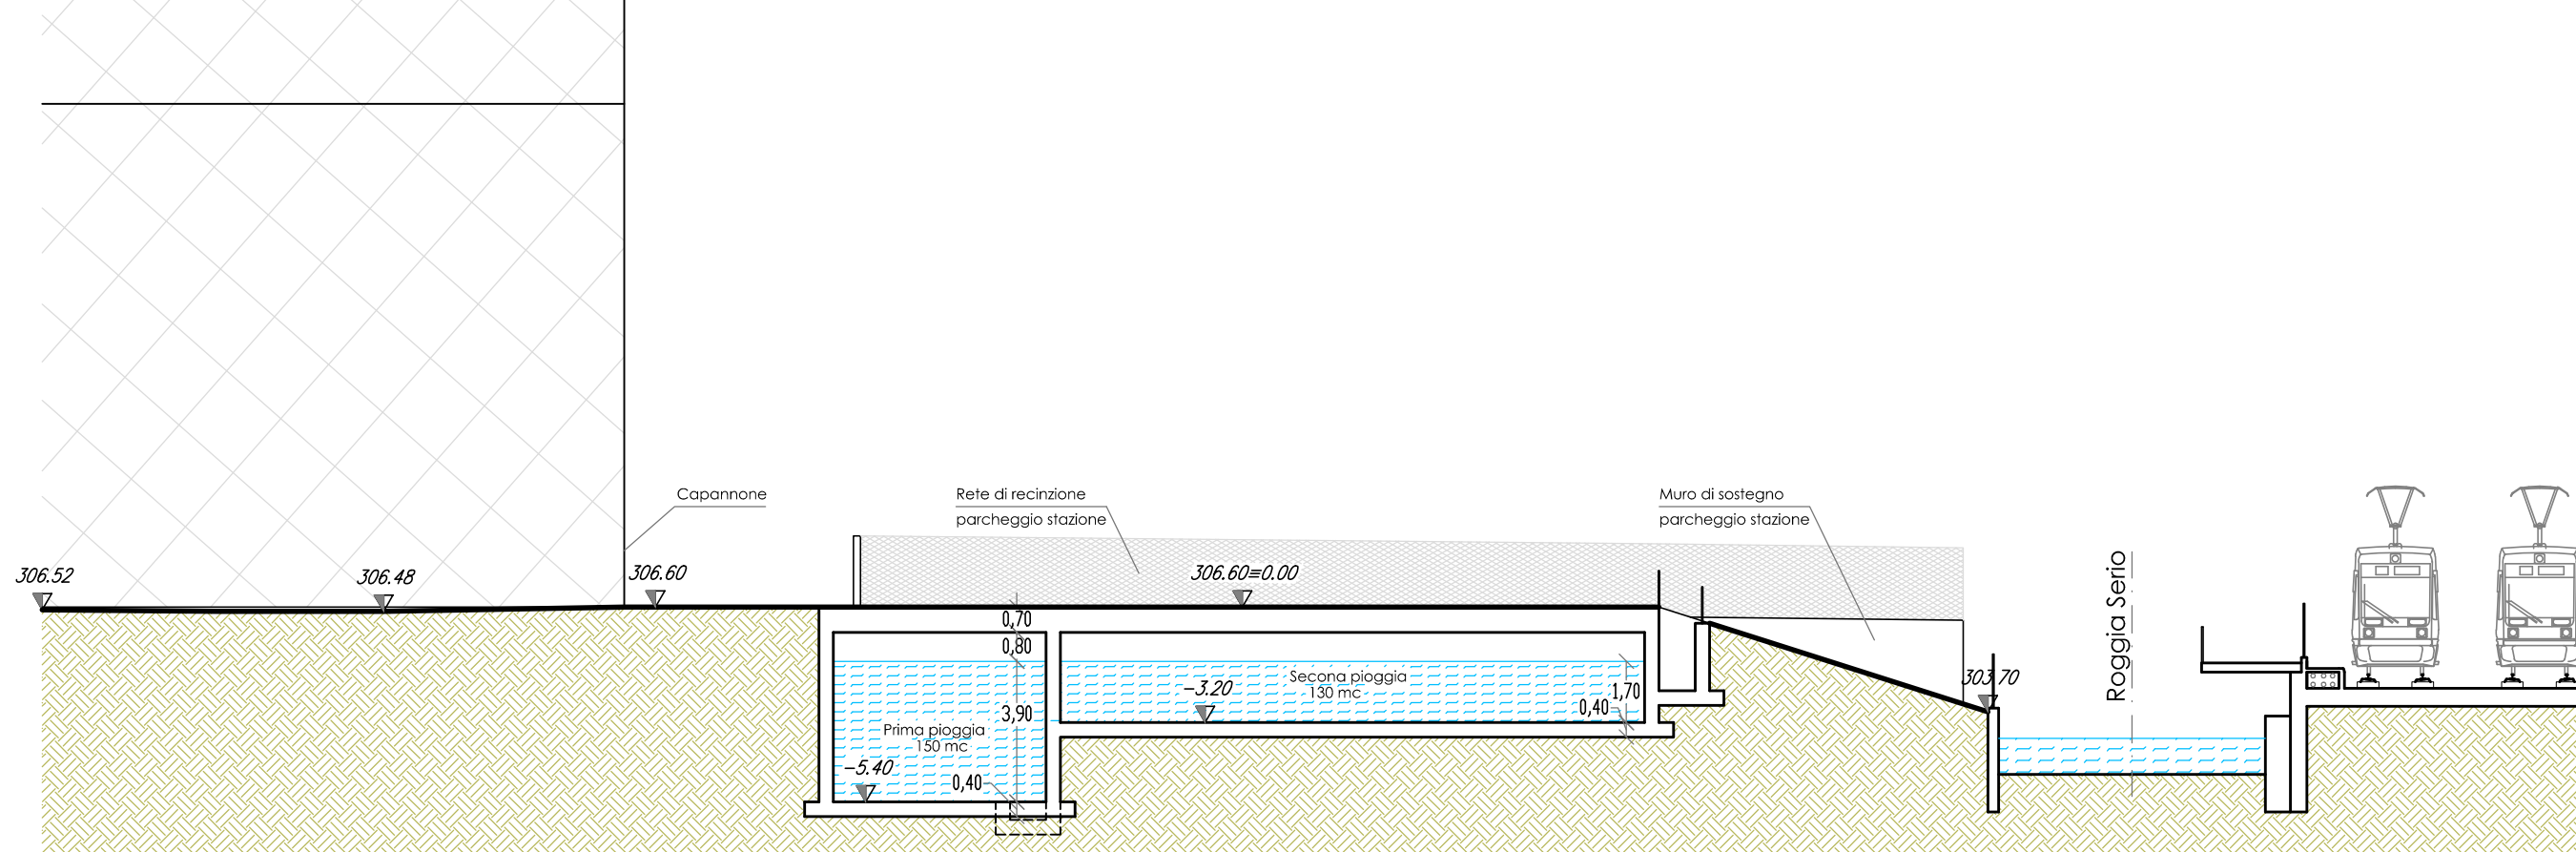 Capannone
Rete di recinzione
parcheggio stazione
Muro di sostegno
parcheggio stazione
306.52
306.48
306.60
306.60=0.00
0,70
0,80
3,90
0,40
Prima pioggia
150 mc
-5.40
-3.20
Secona pioggia
130 mc
1,70
0,40
303.70
Roggia Serio